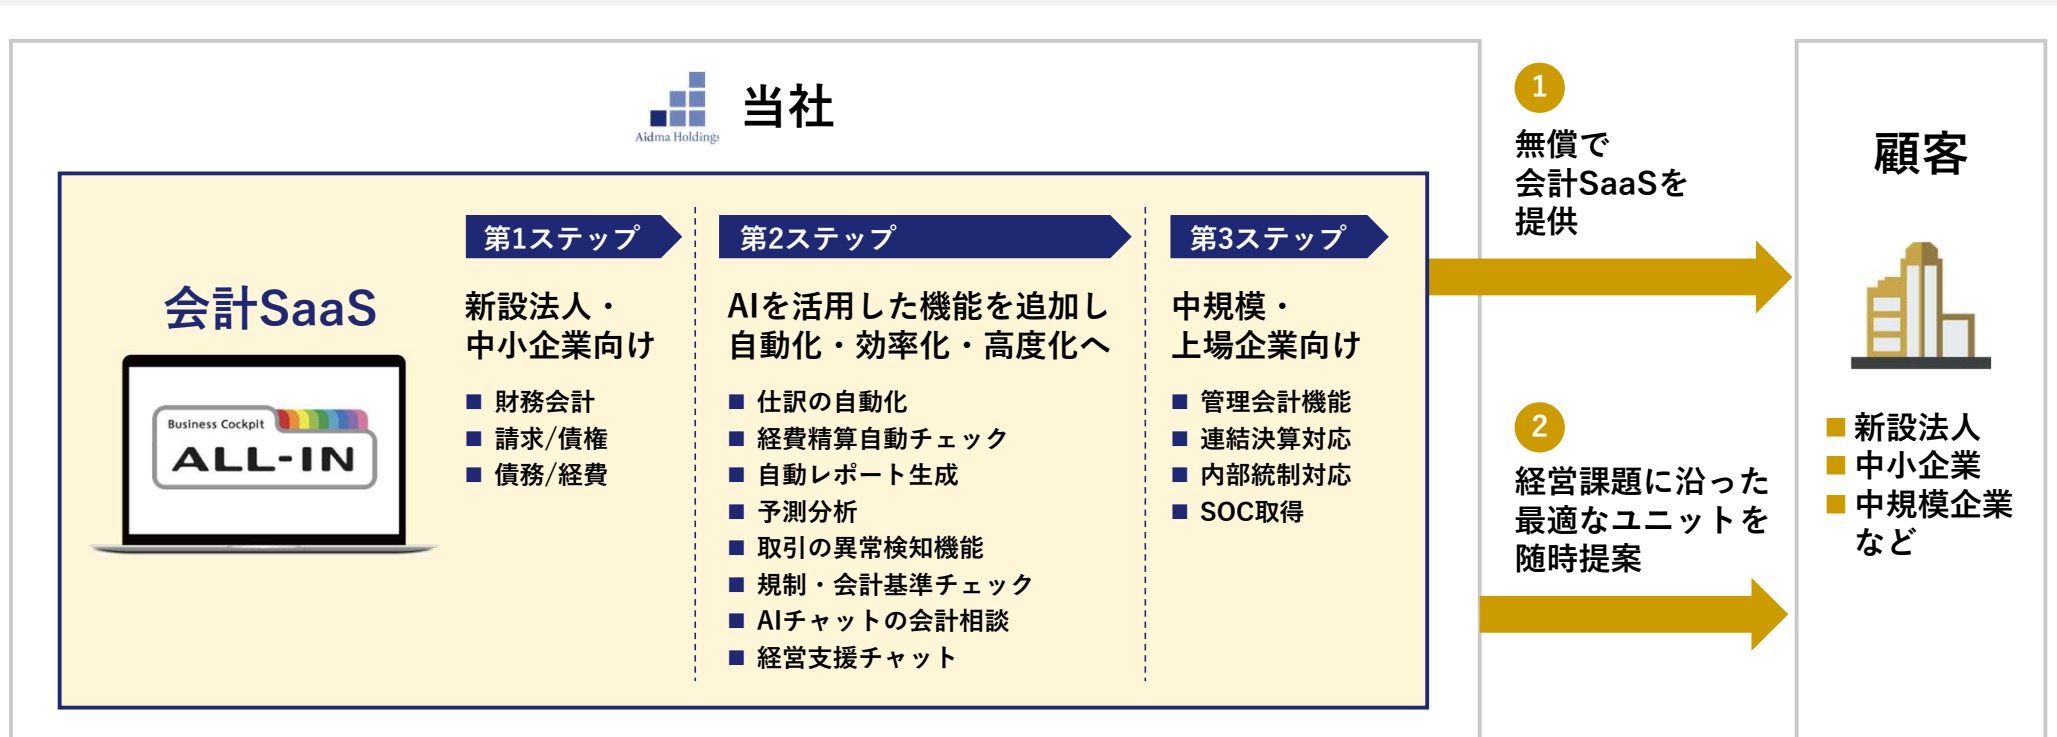 Aidma Holdings
当社
会計SaaS
Business Cockpit
ALL-IN
第1ステップ
新設法人・
中小企業向け
財務会計
請求/債権
債務/経費
第2ステップ
AIを活用した機能を追加し
自動化・効率化・高度化へ
仕訳の自動化
経費精算自動チェック
自動レポート生成
予測分析
取引の異常検知機能
規制・会計基準チェック
AIチャットの会計相談
経営支援チャット
第3ステップ
中規模・
上場企業向け
管理会計機能
連結決算対応
内部統制対応
SOC取得
1
無償で
会計SaaSを
提供
2
経営課題に沿った
最適なユニットを
随時提案
顧客
新設法人
中小企業
中規模企業
など